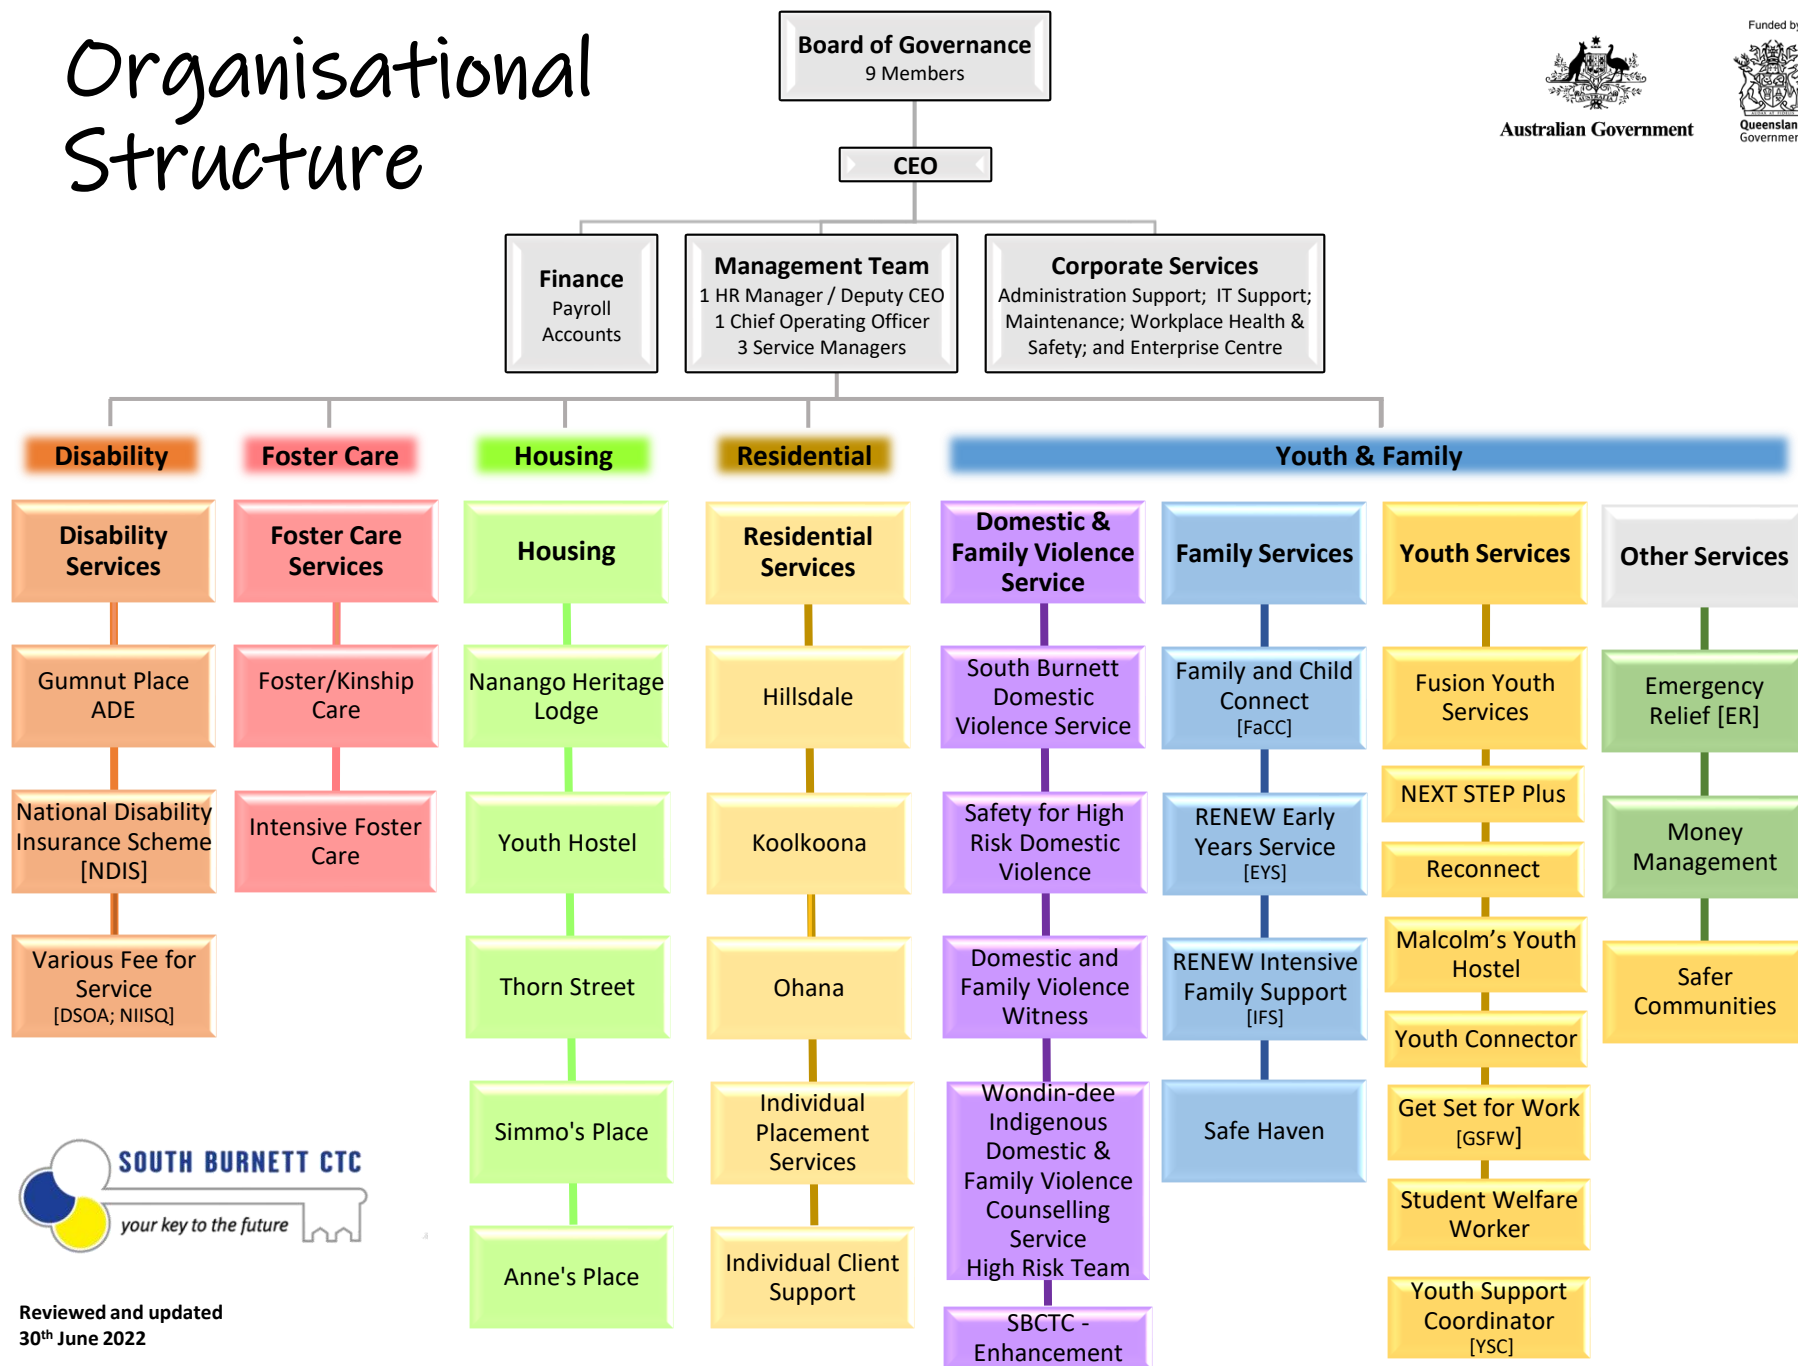 Organisational
Structure
Board of Governance
9 Members
CEO
Funded by
Australian Government
Queensland
Government
Finance
Payroll
Accounts
Management Team
1 HR Manager / Deputy CEO
1 Chief Operating Officer
3 Service Managers
Corporate Services
Administration Support;  IT Support;
Maintenance; Workplace Health &
Safety; and Enterprise Centre
Disability
Foster Care
Housing
Residential
Youth & Family
Disability
Services
Gumnut Place
ADE
National Disability
Insurance Scheme
[NDIS]
Various Fee for
Service
[DSOA; NIISQ]
Foster Care
Services
Foster/Kinship
Care
Intensive Foster
Care
Housing
Nanango Heritage
Lodge
Youth Hostel
Thorn Street
Simmo's Place
Anne's Place
Residential
Services
Hillsdale
Koolkoona
Ohana
Individual
Placement
Services
Individual Client
Support
Domestic &
Family Violence
Service
South Burnett
Domestic
Violence Service
Safety for High
Risk Domestic
Violence
Domestic and
Family Violence
Witness
Wondin-dee
Indigenous
Domestic &
Family Violence
Counselling
Service
High Risk Team
SBCTC -
Enhancement
Family Services
Family and Child
Connect
[FaCC]
RENEW Early
Years Service
[EYS]
RENEW Intensive
Family Support
[IFS]
Safe Haven
Youth Services
Fusion Youth
Services
NEXT STEP Plus
Reconnect
Malcolm’s Youth
Hostel
Youth Connector
Get Set for Work
[GSFW]
Student Welfare
Worker
Youth Support
Coordinator
[YSC]
Other Services
Emergency
Relief [ER]
Money
Management
Safer
Communities
SOUTH BURNETT CTC
your key to the future
Reviewed and updated
30th June 2022